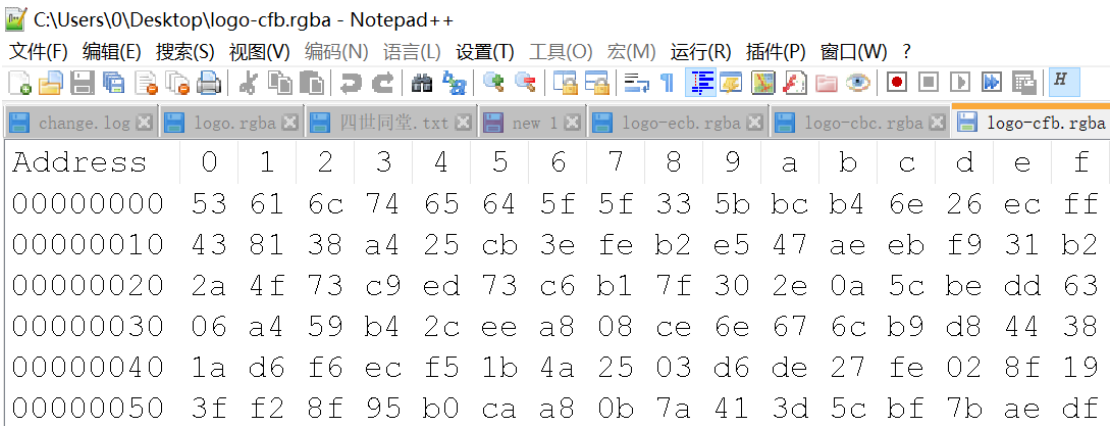 C:\Users\0\Desktop\logo-cfb.rgba - Notepad++
文件(F) 编辑(E) 搜索(S) 视图(V) 编码(N) 语言(L) 设置(T) 工具(O) 宏(M) 运行(R) 插件(P) 窗口(W) ?
H
change.log logo.rgba 四世同堂.txt new 1 logo-ecb.rgba logo-cbc.rgba logo-cfb.rgba
Address 0 1 2 3 4 5 6 7 8 9 a b c d e f
00000000 53 61 6c 74 65 64 5f 5f 33 5b bc b4 6e 26 ec ff
00000010 43 81 38 a4 25 cb 3e fe b2 e5 47 ae eb f9 31 b2
00000020 2a 4f 73 c9 ed 73 c6 b1 7f 30 2e 0a 5c be dd 63
00000030 06 a4 59 b4 2c ee a8 08 ce 6e 67 6c b9 d8 44 38
00000040 1a d6 f6 ec f5 1b 4a 25 03 d6 de 27 fe 02 8f 19
00000050 3f f2 8f 95 b0 ca a8 0b 7a 41 3d 5c bf 7b ae df